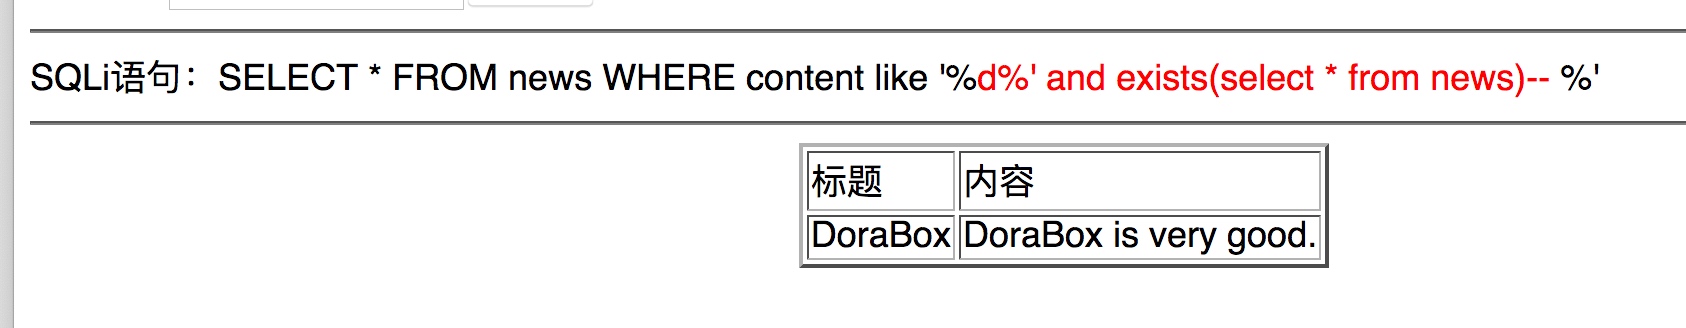 SQLi语句：SELECT * FROM news WHERE content like '%d%' and exists(select * from news)-- %'
标题 内容
DoraBox DoraBox is very good.